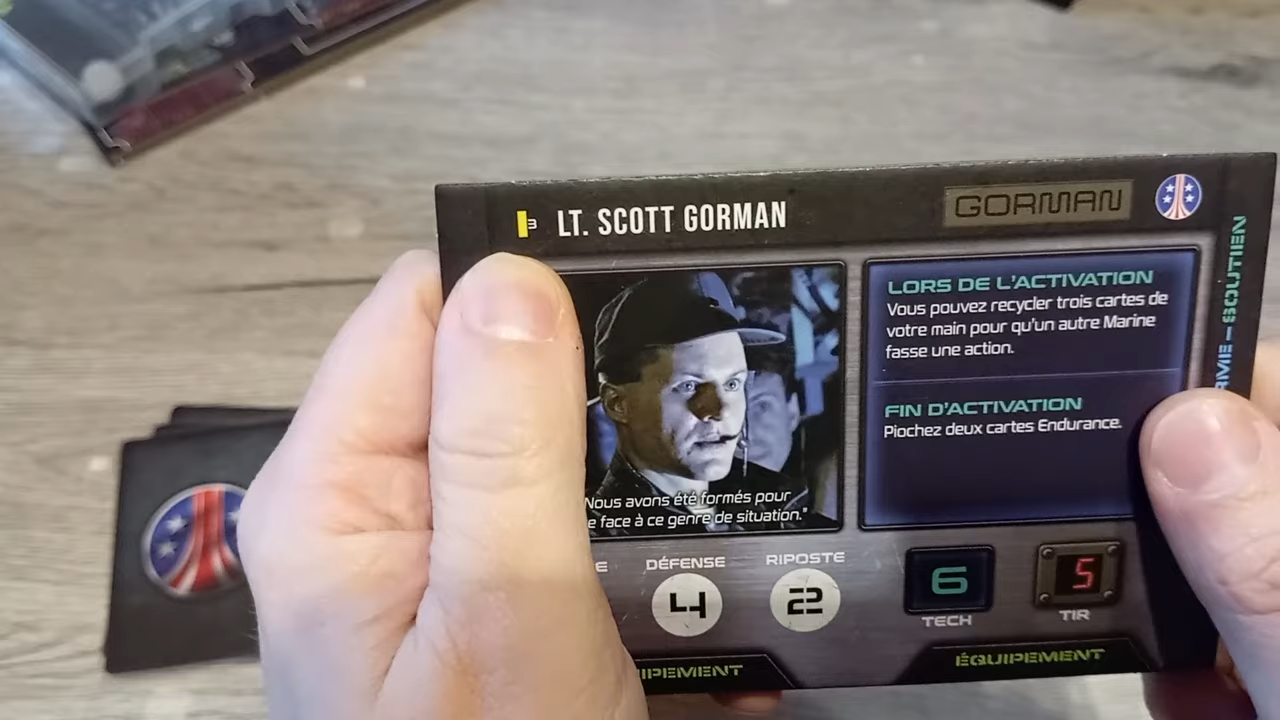 LT. SCOTT GORMAN
GORMAN
LORS DE L'ACTIVATION
Vous pouvez recycler trois cartes de
votre main pour qu'un autre Marine
fasse une action.
FIN D'ACTIVATION
Piochez deux cartes Endurance.
Nous avons été formés pour
face à ce genre de situation."
DÉFENSE
RIPOSTE
4
2
6
5
TECH
TIR
ÉQUIPEMENT
SOUTIEN